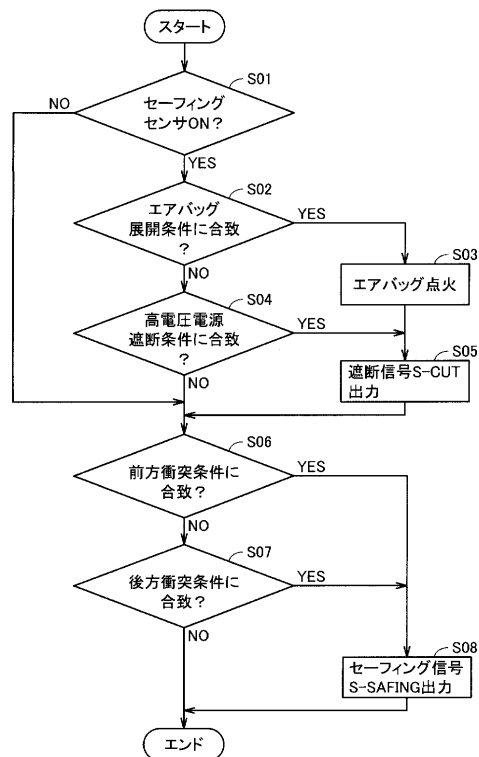 スタート
S01
セーフィング
センサON?
NO
YES
S02
エアバッグ
展開条件に合致
?
YES
NO
S03
エアバッグ点火
S04
高電圧電源
遮断条件に合致
?
YES
NO
S05
遮断信号S-CUT
出力
S06
前方衝突条件に
合致?
YES
NO
S07
後方衝突条件に
合致?
YES
NO
S08
セーフィング信号
S-SAFING出力
エンド